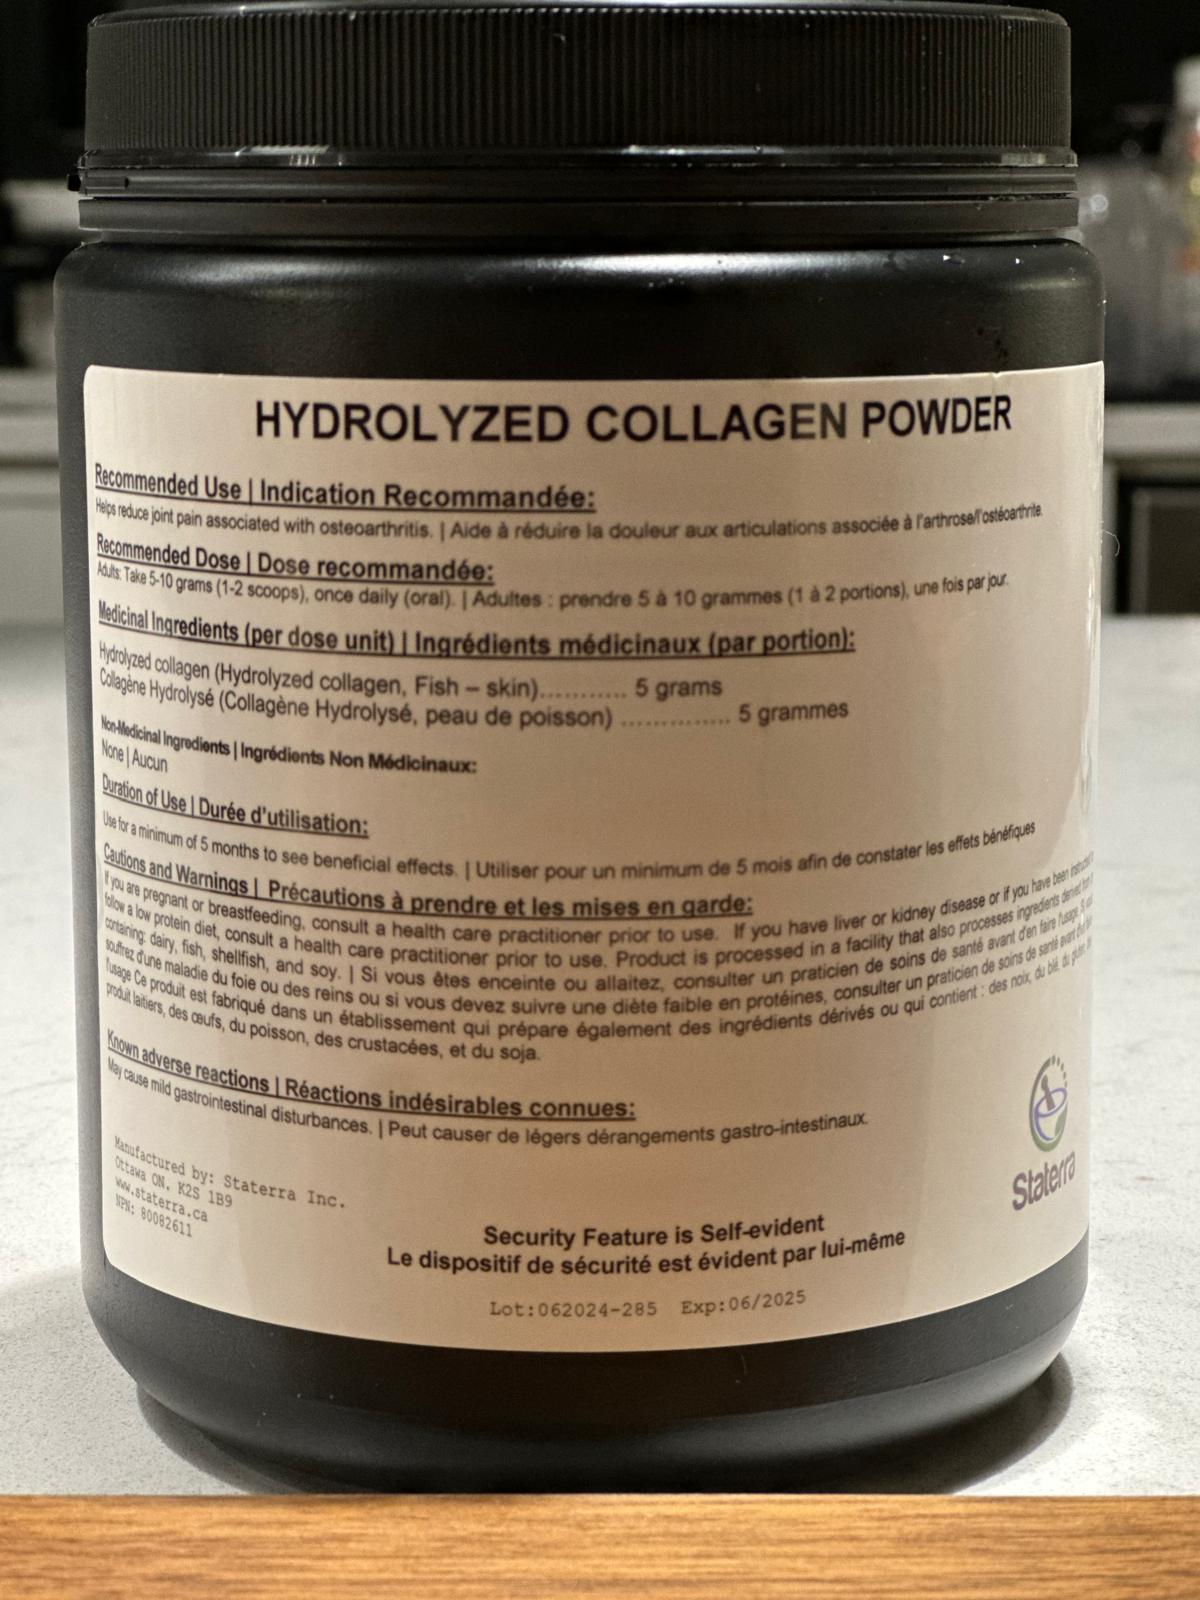 HYDROLYZED COLLAGEN POWDER
Recommended Use | Indication Recommandée:
Helps reduce joint pain associated with osteoarthritis. | Aide à réduire la douleur aux articulations associée à l'arthrose/l'ostéoarthrite.
Recommended Dose | Dose recommandée:
Adults: Take 5-10 grams (1-2 scoops), once daily (oral). | Adultes : prendre 5 à 10 grammes (1 à 2 portions), une fois par jour.
Medicinal Ingredients (per dose unit) | Ingrédients médicinaux (par portion):
Hydrolyzed collagen (Hydrolyzed collagen, Fish – skin)........... 5 grams
Collagène Hydrolysé (Collagène Hydrolysé, peau de poisson) .............. 5 grammes
Non-Medicinal Ingredients | Ingrédients Non Médicinaux:
None | Aucun
Duration of Use | Durée d'utilisation:
Use for a minimum of 5 months to see beneficial effects. | Utiliser pour un minimum de 5 mois afin de constater les effets bénéfiques
Cautions and Warnings | Précautions à prendre et les mises en garde:
If you are pregnant or breastfeeding, consult a health care practitioner prior to use. If you have liver or kidney disease or if you have been
follow a low protein diet, consult a health care practitioner prior to use. Product is processed in a facility that also processes ingredients derived
containing: dairy, fish, shellfish, and soy. | Si vous êtes enceinte ou allaitez, consulter un praticien de soins de santé avant d'en faire l'usage.
souffrez d'une maladie du foie ou des reins ou si vous devez suivre une diète faible en protéines, consulter un praticien de soins de santé avant
l'usage Ce produit est fabriqué dans un établissement qui prépare également des ingrédients dérivés ou qui contient : des noix, du blé, du
produit laitiers, des œufs, du poisson, des crustacées, et du soja.
Known adverse reactions | Réactions indésirables connues:
May cause mild gastrointestinal disturbances. | Peut causer de légers dérangements gastro-intestinaux.
Manufactured by: Staterra Inc.
Ottawa ON, K2S 1B9
www.staterra.ca
NPN: 80082611
Staterra
Security Feature is Self-evident
Le dispositif de sécurité est évident par lui-même
Lot:062024-285 Exp:06/2025